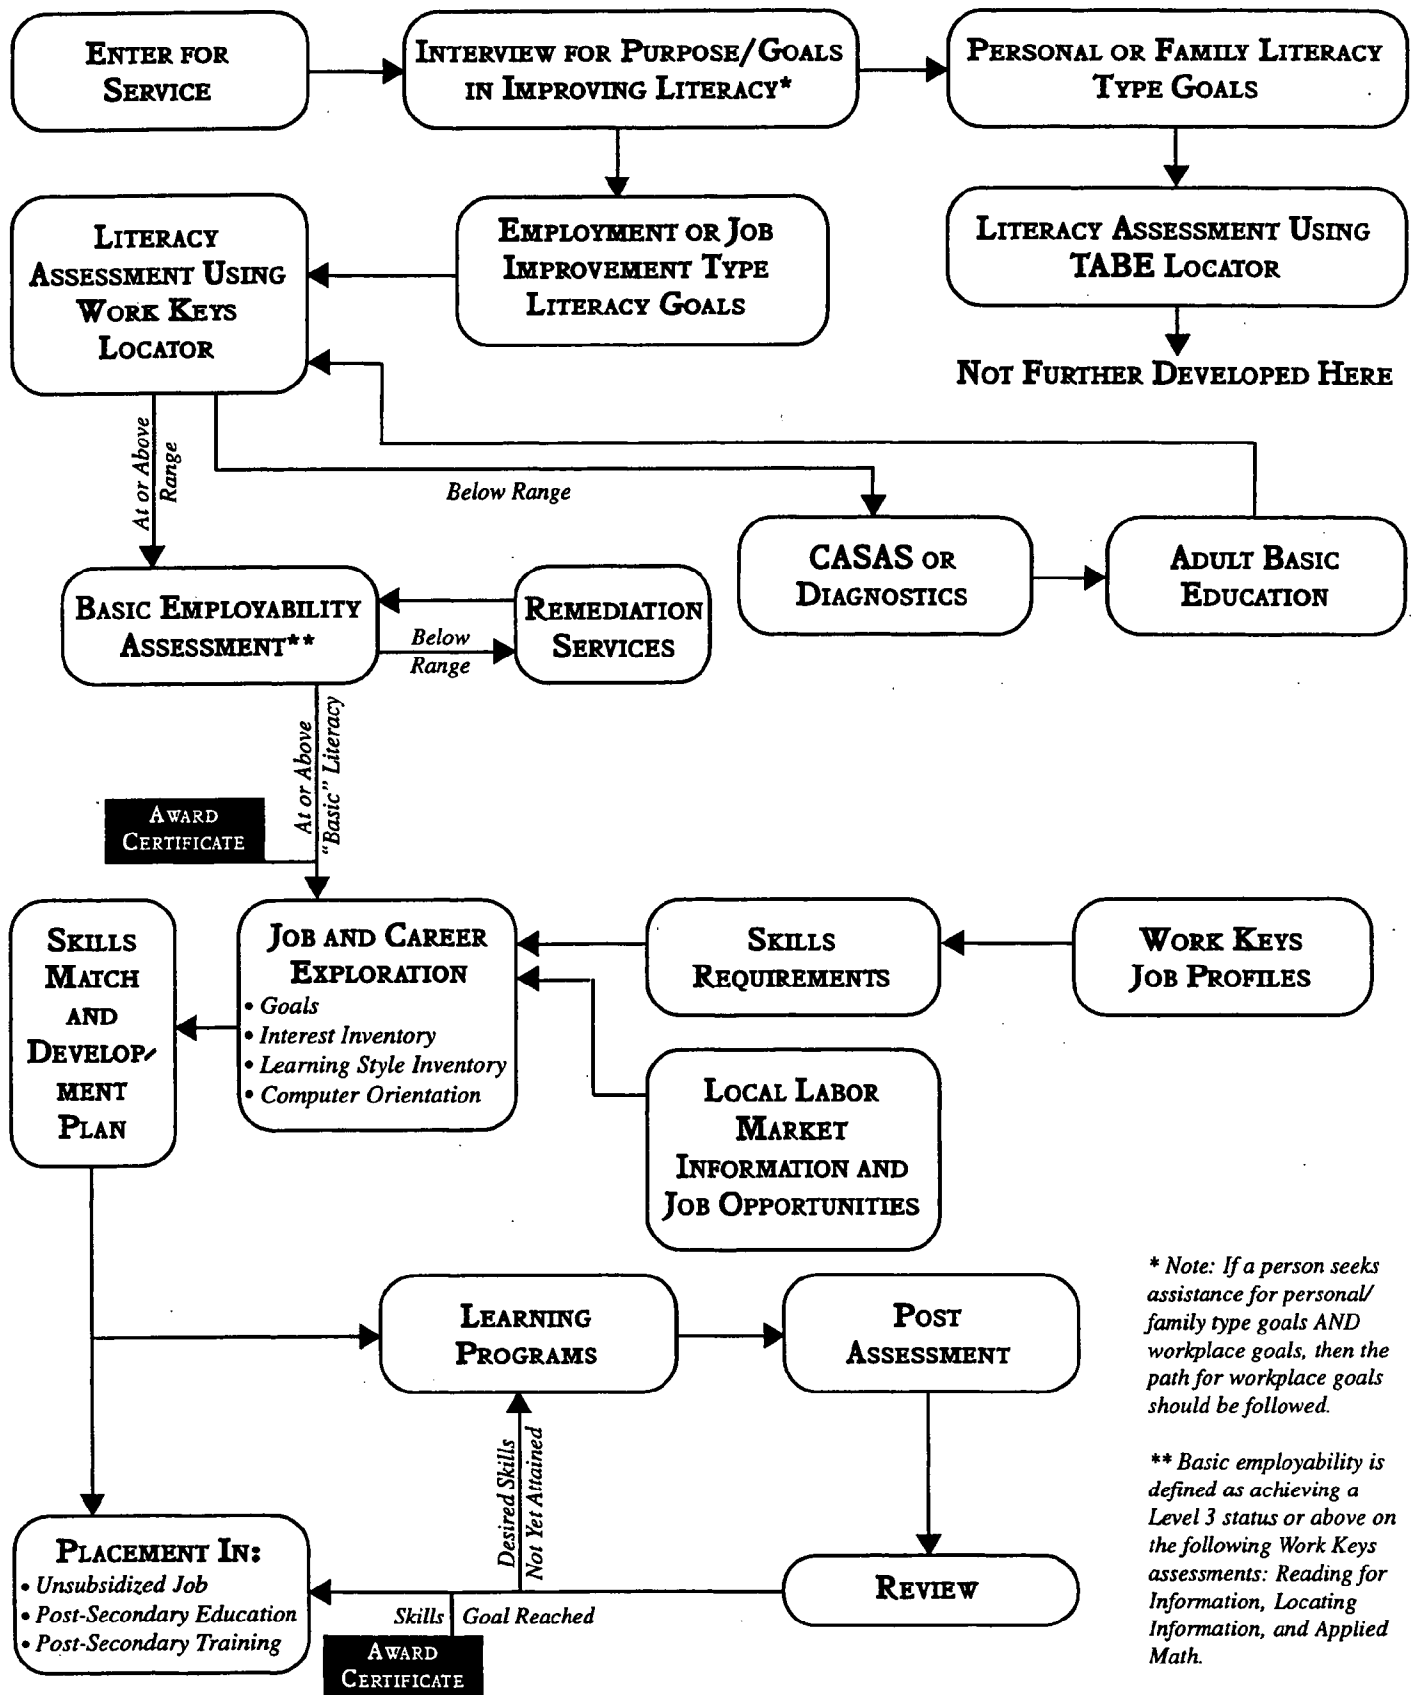 ENTER FOR
SERVICE
INTERVIEW FOR PURPOSE/GOALS
IN IMPROVING LITERACY*
PERSONAL OR FAMILY LITERACY
TYPE GOALS
LITERACY
ASSESSMENT USING
WORK KEYS
LOCATOR
EMPLOYMENT OR JOB
IMPROVEMENT TYPE
LITERACY GOALS
LITERACY ASSESSMENT USING
TABE LOCATOR
NOT FURTHER DEVELOPED HERE
At or Above
Range
Below Range
CASAS OR
DIAGNOSTICS
ADULT BASIC
EDUCATION
BASIC EMPLOYABILITY
ASSESSMENT**
Below
Range
REMEDIATION
SERVICES
At or Above
"Basic" Literacy
AWARD
CERTIFICATE
SKILLS
MATCH
AND
DEVELOP-
MENT
PLAN
JOB AND CAREER
EXPLORATION
• Goals
• Interest Inventory
• Learning Style Inventory
• Computer Orientation
SKILLS
REQUIREMENTS
WORK KEYS
JOB PROFILES
LOCAL LABOR
MARKET
INFORMATION AND
JOB OPPORTUNITIES
LEARNING
PROGRAMS
POST
ASSESSMENT
Desired Skills
Not Yet Attained
PLACEMENT IN:
• Unsubsidized Job
• Post-Secondary Education
• Post-Secondary Training
Skills Goal Reached
AWARD
CERTIFICATE
REVIEW
* Note: If a person seeks
assistance for personal/
family type goals AND
workplace goals, then the
path for workplace goals
should be followed.
** Basic employability is
defined as achieving a
Level 3 status or above on
the following Work Keys
assessments: Reading for
Information, Locating
Information, and Applied
Math.